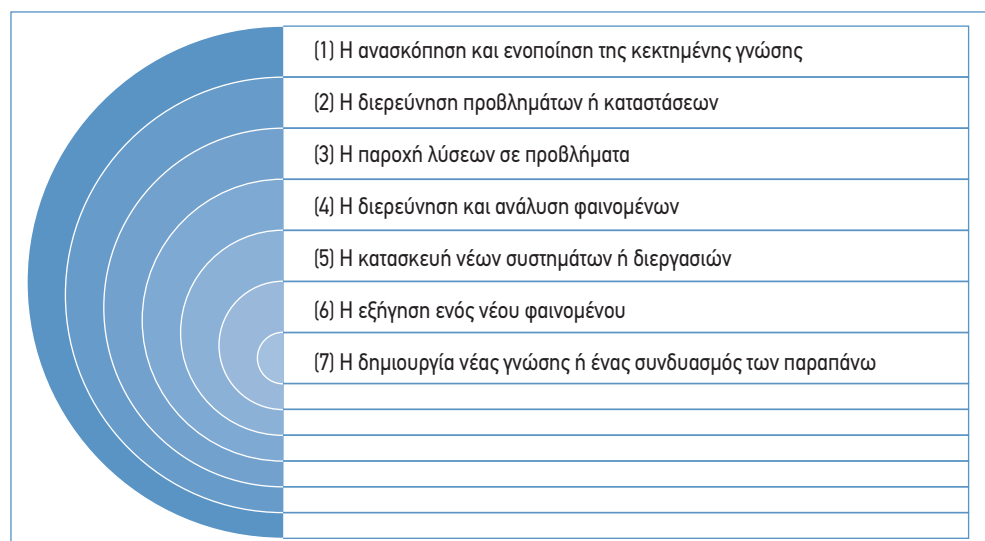 (1) Η ανασκόπηση και ενοποίηση της κεκτημένης γνώσης
(2) Η διερεύνηση προβλημάτων ή καταστάσεων
(3) Η παροχή λύσεων σε προβλήματα
(4) Η διερεύνηση και ανάλυση φαινομένων
(5) Η κατασκευή νέων συστημάτων ή διεργασιών
(6) Η εξήγηση ενός νέου φαινομένου
(7) Η δημιουργία νέας γνώσης ή ένας συνδυασμός των παραπάνω